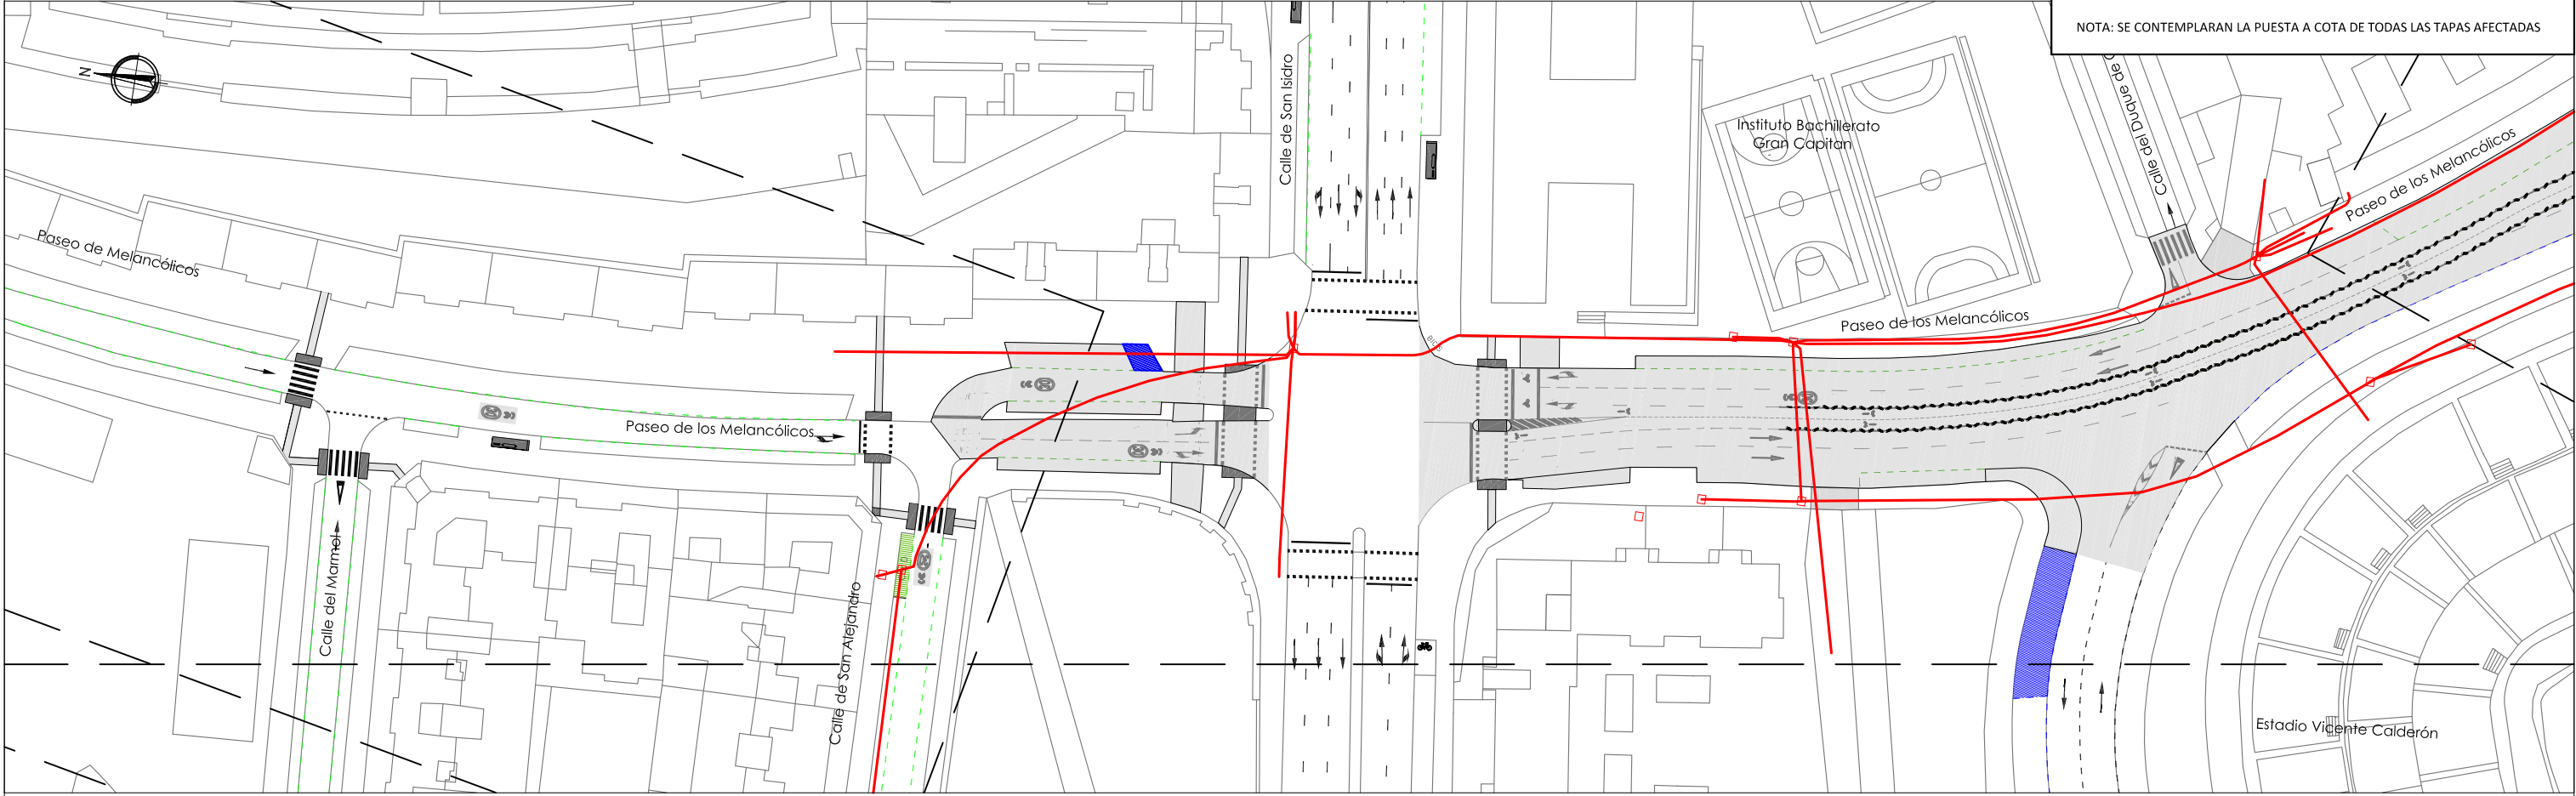 NOTA: SE CONTEMPLARAN LA PUESTA A COTA DE TODAS LAS TAPAS AFECTADAS
N
Calle de San Isidro
Instituto Bachillerato
Gran Capitan
Calle del Duque de
Paseo de los Melancólicos
Paseo de Melancólicos
Paseo de los Melancólicos
Paseo de los Melancólicos
Calle del Marmol
Calle de San Alejandro
Estadio Vicente Calderón